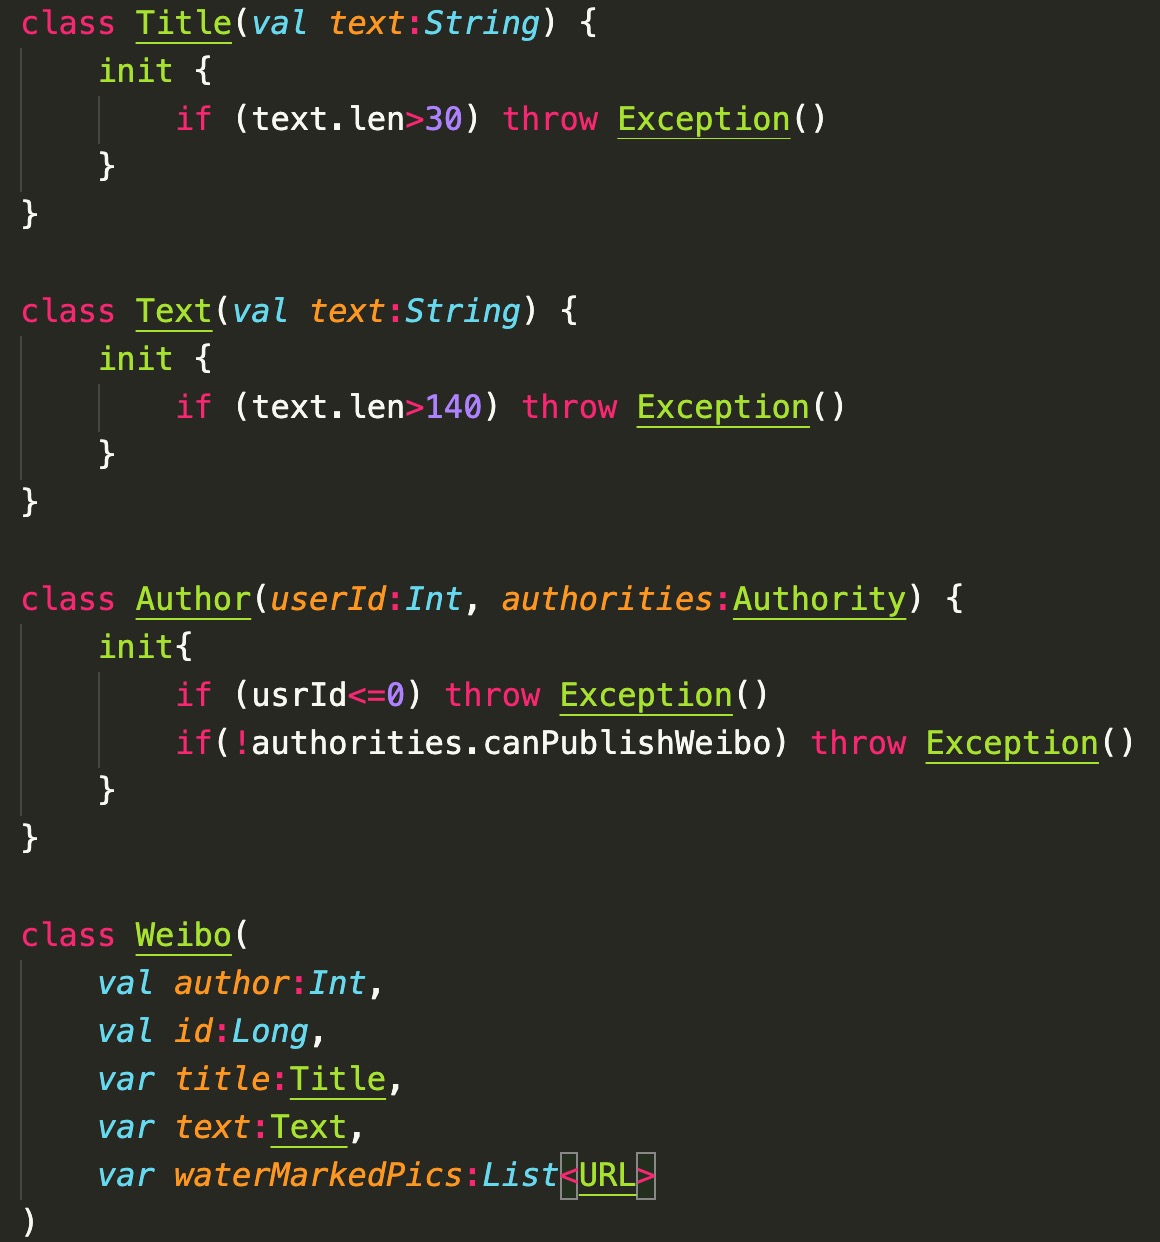 class Title(val text:String) {
    init {
        if (text.len>30) throw Exception()
    }
}

class Text(val text:String) {
    init {
        if (text.len>140) throw Exception()
    }
}

class Author(userId:Int, authorities:Authority) {
    init{
        if (usrId<=0) throw Exception()
        if(!authorities.canPublishWeibo) throw Exception()
    }
}

class Weibo(
    val author:Int,
    val id:Long,
    var title:Title,
    var text:Text,
    var waterMarkedPics:List<URL>
)